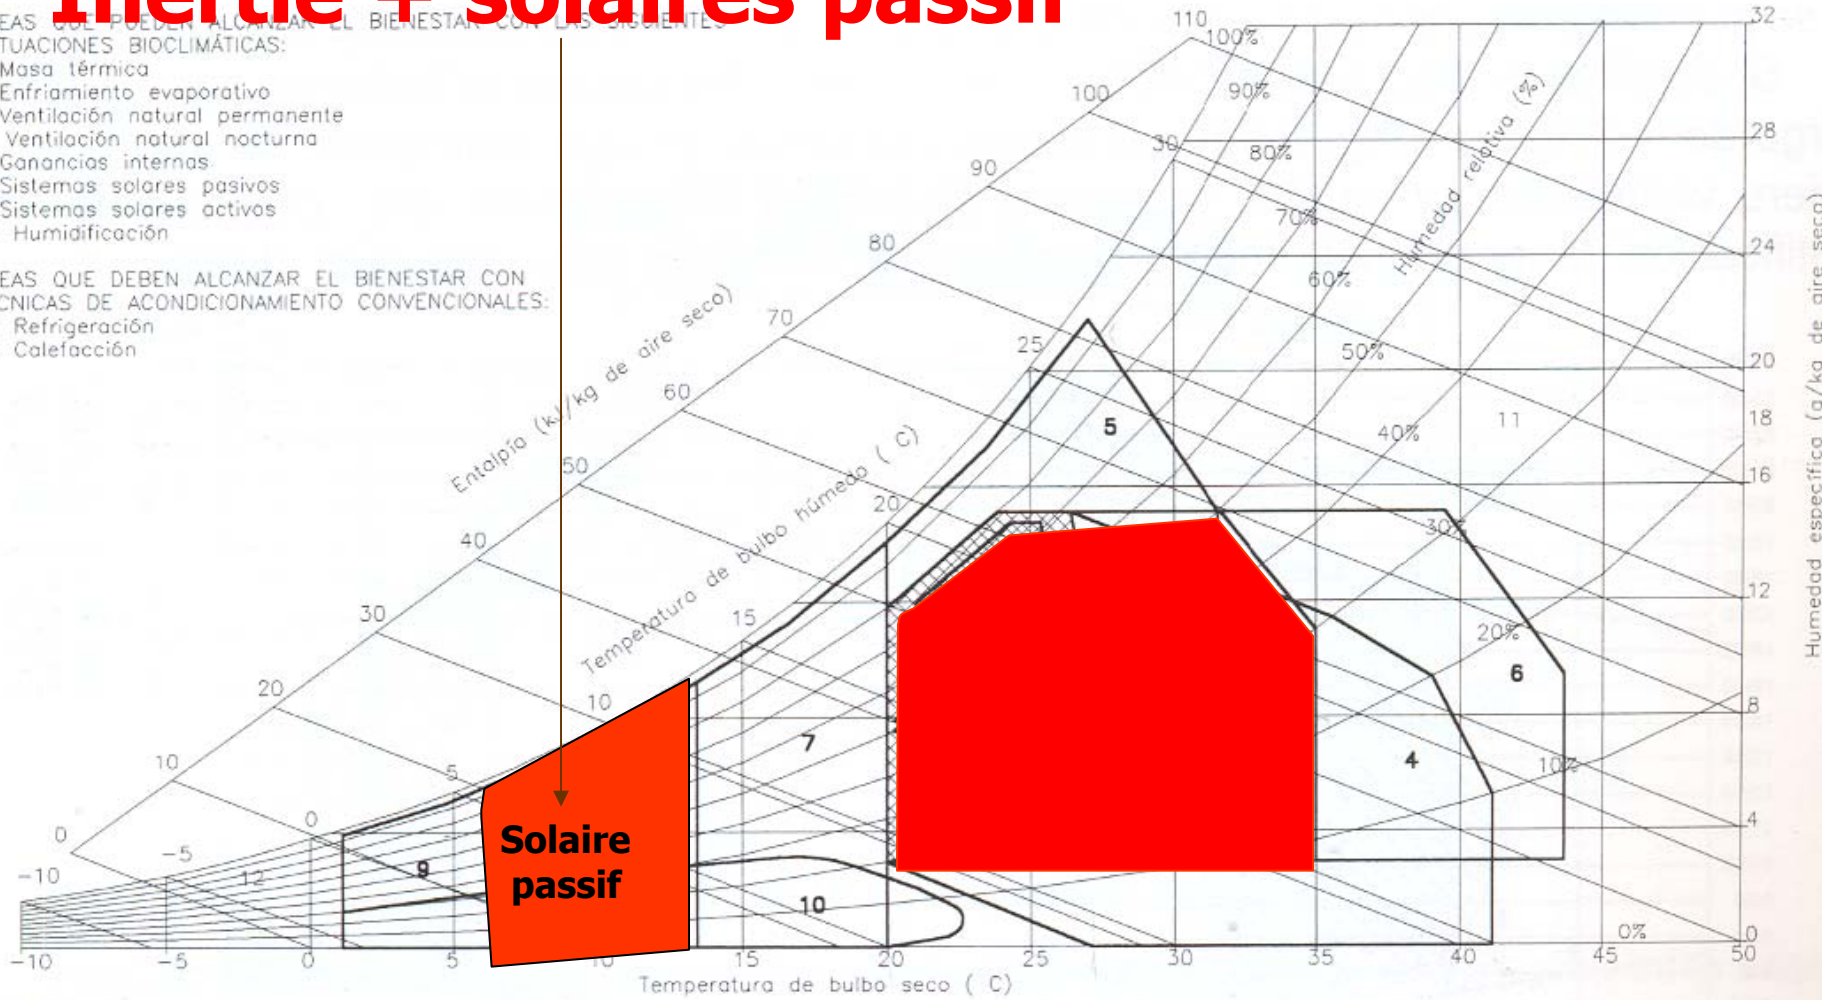 Inertie + solaires passif
EAS QUE PUEDEN ALCANZAR EL BIENESTAR CON LAS SIGUIENTES
TUACIONES BIOCLIMÁTICAS:
Masa térmica
Enfriamiento evaporativo
Ventilación natural permanente
Ventilación natural nocturna
Ganancias internas
Sistemas solares pasivos
Sistemas solares activos
Humidificación
EAS QUE DEBEN ALCANZAR EL BIENESTAR CON
CNICAS DE ACONDICIONAMIENTO CONVENCIONALES:
Refrigeración
Calefacción
Entalpía (kJ/kg de aire seco)
0
10
20
30
40
50
60
70
80
90
100
110
Temperatura de bulbo húmedo ( C)
-10
-5
0
5
10
15
20
25
30
Humedad relativa (%)
100%
90%
80%
70%
60%
50%
40%
30%
20%
10%
0%
32
28
24
20
18
16
12
8
4
0
Humedad específica (g/kg de aire seco)
5
11
6
4
7
9
12
10
Solaire
passif
-10
-5
0
5
10
15
20
25
30
35
40
45
50
Temperatura de bulbo seco ( C)